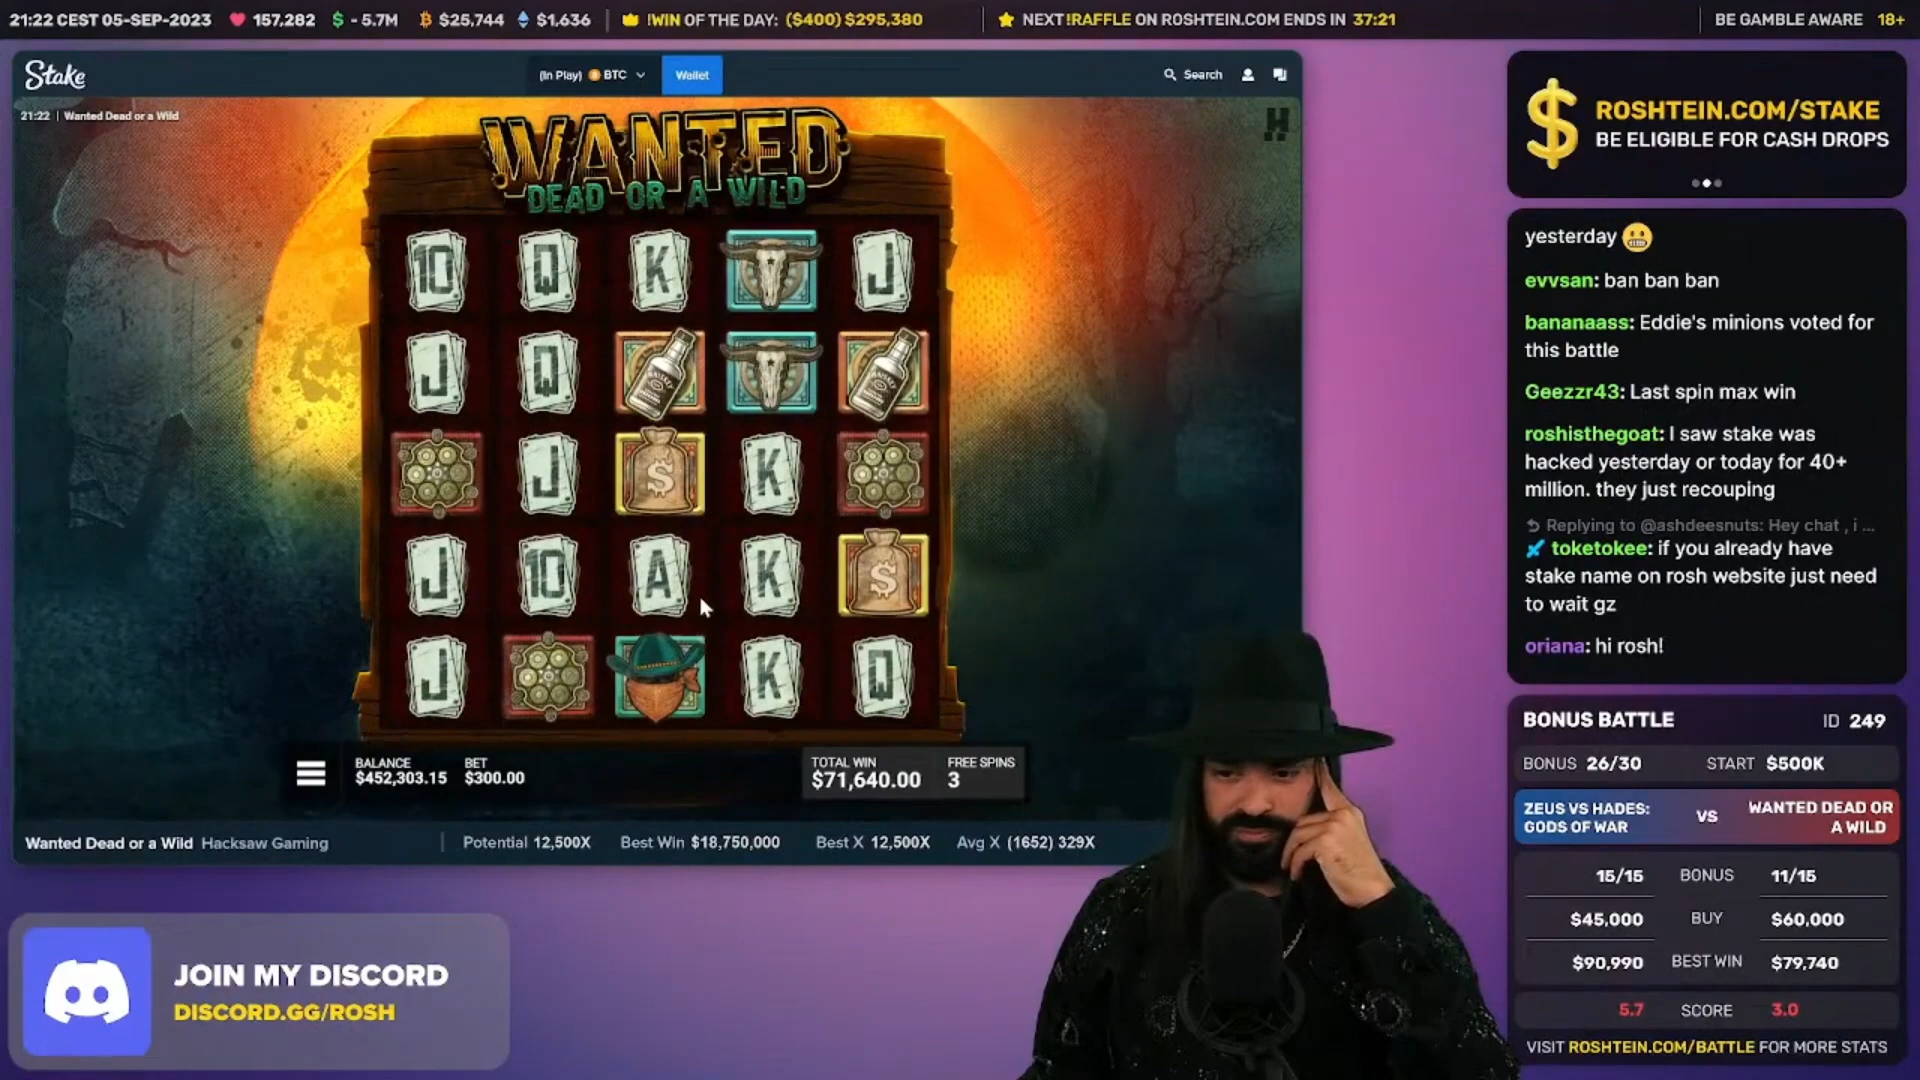 21:22 CEST 05-SEP-2023 157,282 $ - 5.7M $25,744 $1,636 !WIN OF THE DAY: ($400) $295,380 NEXT !RAFFLE ON ROSHTEIN.COM ENDS IN 37:21 BE GAMBLE AWARE 18+
Stake (In Play) BTC Wallet Search
21:22 | Wanted Dead or a Wild
WANTED
DEAD OR A WILD
10 Q K J
J Q WHISKEY WHISKEY
J $ K
J 10 A K $
J K Q
BALANCE BET TOTAL WIN FREE SPINS
$452,303.15 $300.00 $71,640.00 3
Wanted Dead or a Wild Hacksaw Gaming Potential 12,500X Best Win $18,750,000 Best X 12,500X Avg X (1652) 329X
JOIN MY DISCORD
DISCORD.GG/ROSH
$ ROSHTEIN.COM/STAKE
BE ELIGIBLE FOR CASH DROPS
yesterday
evvsan: ban ban ban
bananaass: Eddie's minions voted for
this battle
Geezzr43: Last spin max win
roshisthegoat: I saw stake was
hacked yesterday or today for 40+
million. they just recouping
Replying to @ashdeesnuts: Hey chat , i ...
toketokee: if you already have
stake name on rosh website just need
to wait gz
oriana: hi rosh!
BONUS BATTLE ID 249
BONUS 26/30 START $500K
ZEUS VS HADES: VS WANTED DEAD OR
GODS OF WAR A WILD
15/15 BONUS 11/15
$45,000 BUY $60,000
$90,990 BEST WIN $79,740
5.7 SCORE 3.0
VISIT ROSHTEIN.COM/BATTLE FOR MORE STATS